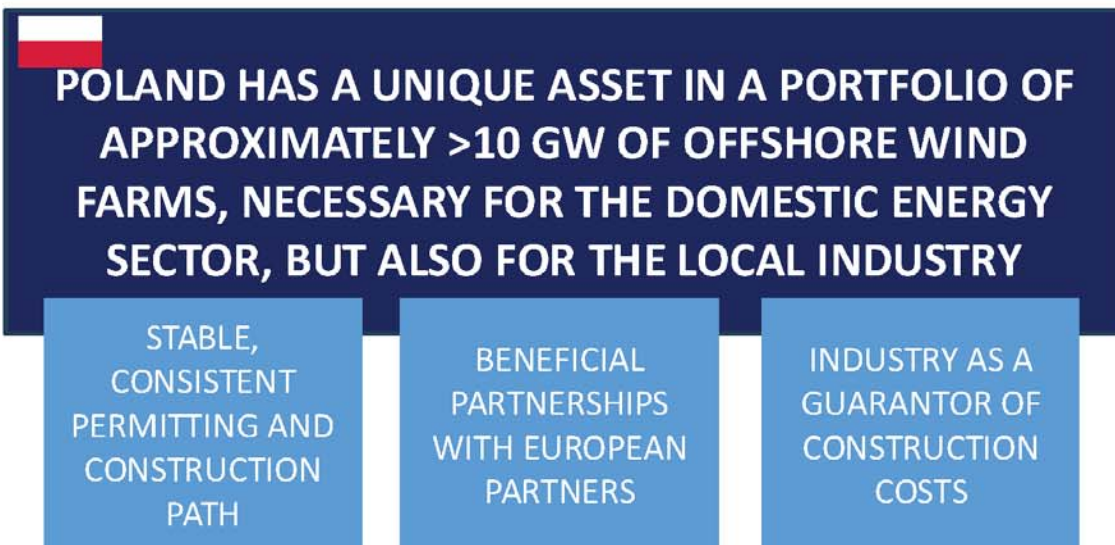 POLAND HAS A UNIQUE ASSET IN A PORTFOLIO OF
APPROXIMATELY >10 GW OF OFFSHORE WIND
FARMS, NECESSARY FOR THE DOMESTIC ENERGY
SECTOR, BUT ALSO FOR THE LOCAL INDUSTRY
STABLE,
CONSISTENT
PERMITTING AND
CONSTRUCTION
PATH
BENEFICIAL
PARTNERSHIPS
WITH EUROPEAN
PARTNERS
INDUSTRY AS A
GUARANTOR OF
CONSTRUCTION
COSTS